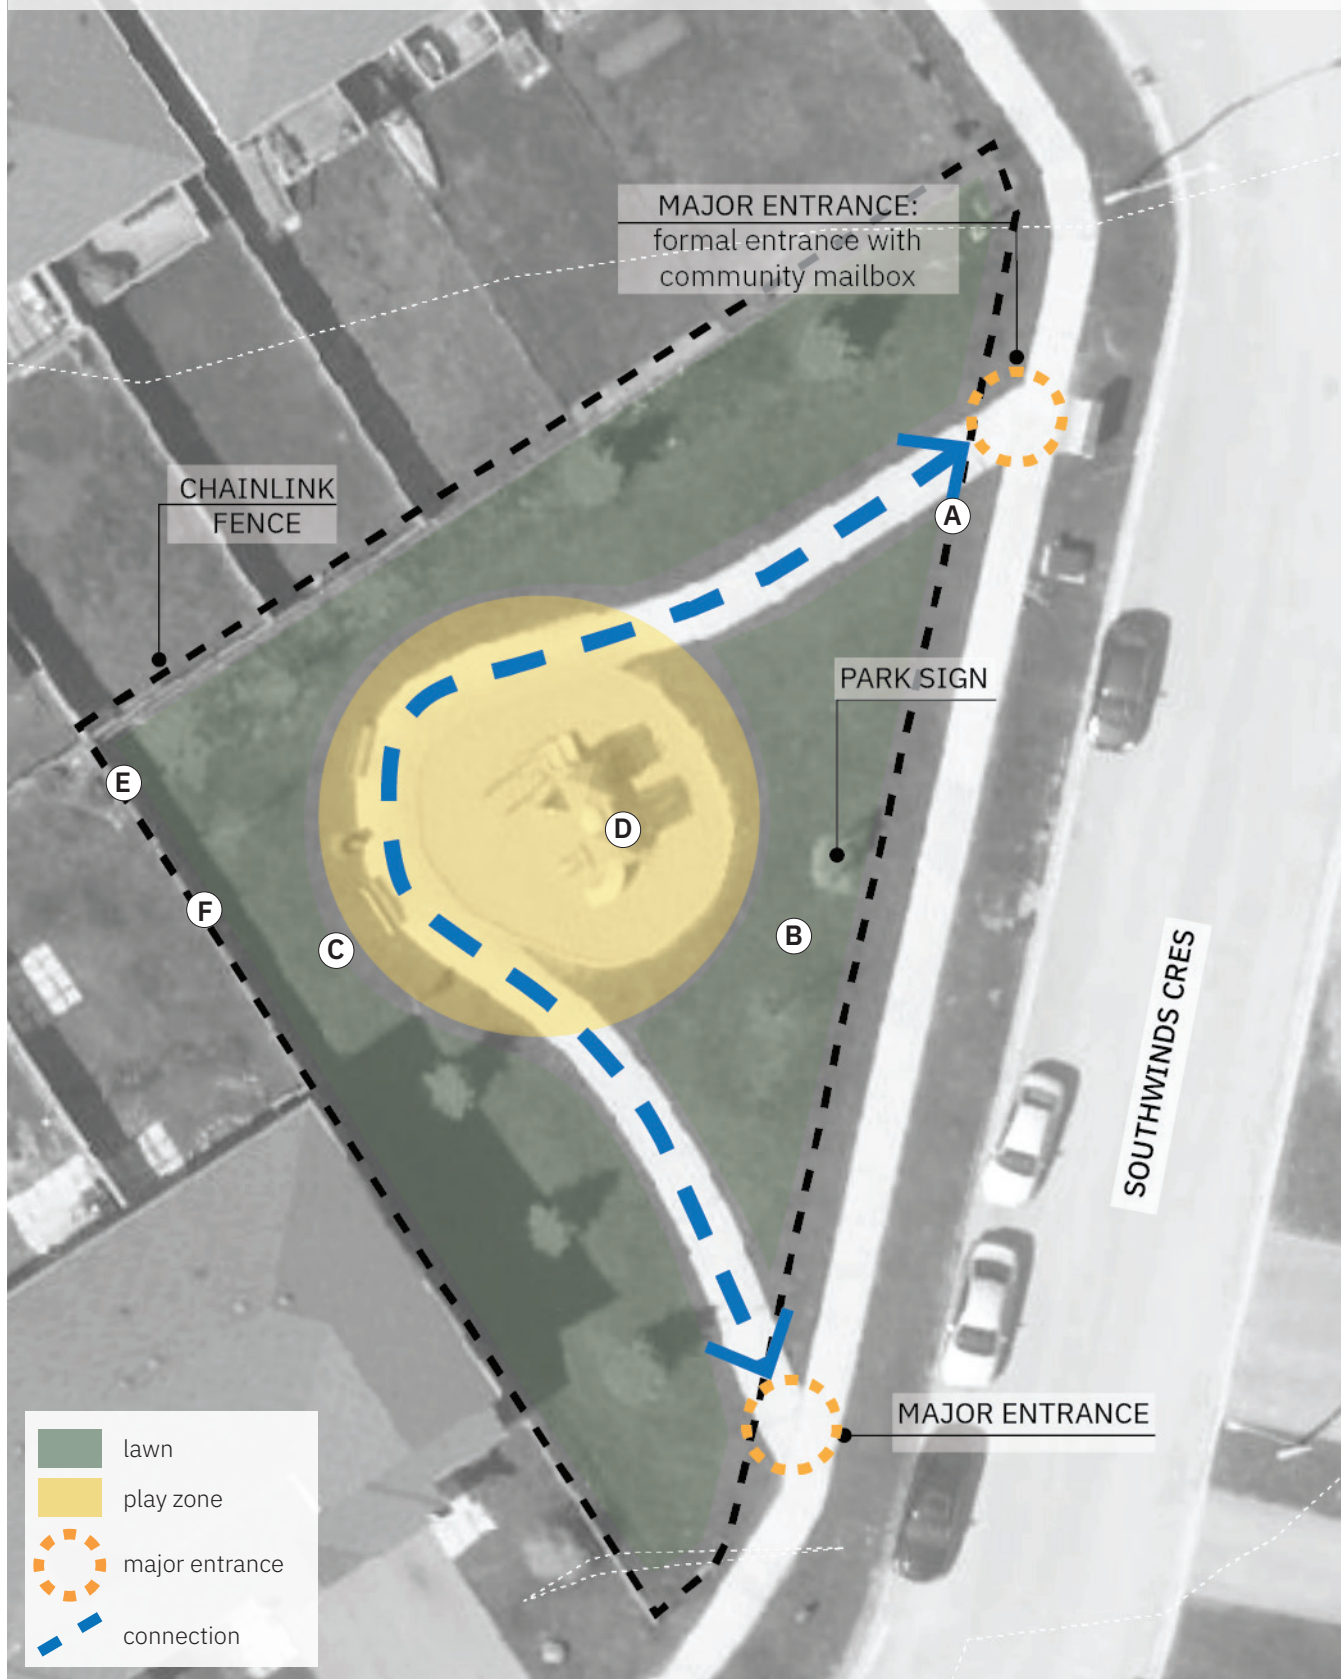 MAJOR ENTRANCE:
formal entrance with
community mailbox
CHAINLINK
FENCE
A
PARK SIGN
E
D
F
B
C
SOUTHWINDS CRES
MAJOR ENTRANCE
lawn
play zone
major entrance
connection